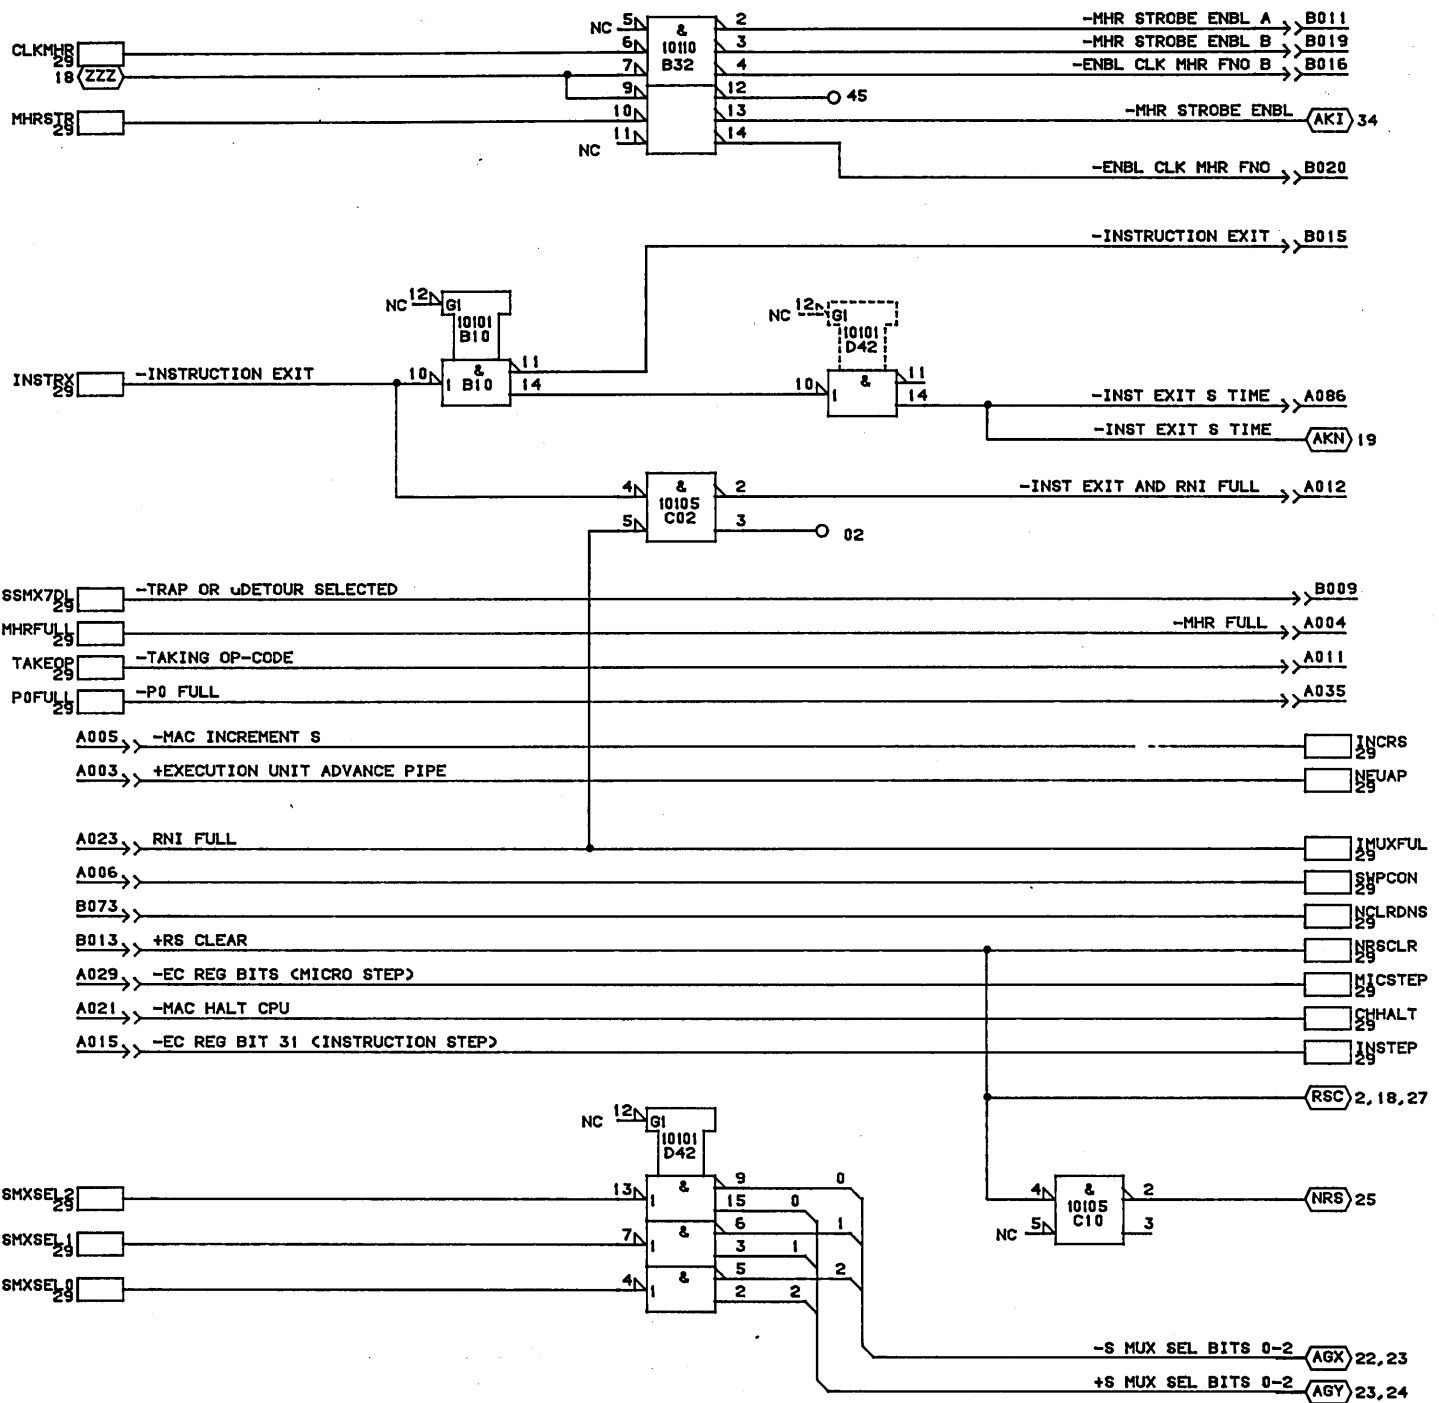 5 & 2 -MHR STROBE ENBL A B011
NC
CLKMHR 29 6 10110 3 -MHR STROBE ENBL B B019
18 ZZZ 7 B32 4 -ENBL CLK MHR FNO B B016
9 12 45
MHRSTR 29 10 13 -MHR STROBE ENBL AKI 34
NC 11 14
-ENBL CLK MHR FNO B020
-INSTRUCTION EXIT B015
NC 12 G1
10101
B10
NC 12 G1
10101
D42
INSTRX 29 -INSTRUCTION EXIT 10 1 & B10 11
14 10 1 & 11
14 -INST EXIT S TIME A086
-INST EXIT S TIME AKN 19
4 & 2 -INST EXIT AND RNI FULL A012
10105
C02
5 3 02
SSMX7DL 29 -TRAP OR uDETOUR SELECTED B009
MHRFULL 29 -MHR FULL A004
TAKEOP 29 -TAKING OP-CODE A011
P0FULL 29 -P0 FULL A035
A005 -MAC INCREMENT S INCRS 29
A003 +EXECUTION UNIT ADVANCE PIPE NEUAP 29
A023 RNI FULL IMUXFUL 29
A006 SWPCON 29
B073 NCLRDNS 29
B013 +RS CLEAR NRSCLR 29
A029 -EC REG BITS (MICRO STEP) MICSTEP 29
A021 -MAC HALT CPU CHHALT 29
A015 -EC REG BIT 31 (INSTRUCTION STEP) INSTEP 29
RSC 2,18,27
NC 12 G1
10101
D42
SMXSEL2 29 13 1 & 9 0
15 0
4 & 2 NRS 25
10105
C10
NC 5 3
SMXSEL1 29 7 1 & 6 1
3 1
SMXSEL0 29 4 1 & 5 2
2 2
-S MUX SEL BITS 0-2 AGX 22,23
+S MUX SEL BITS 0-2 AGY 23,24